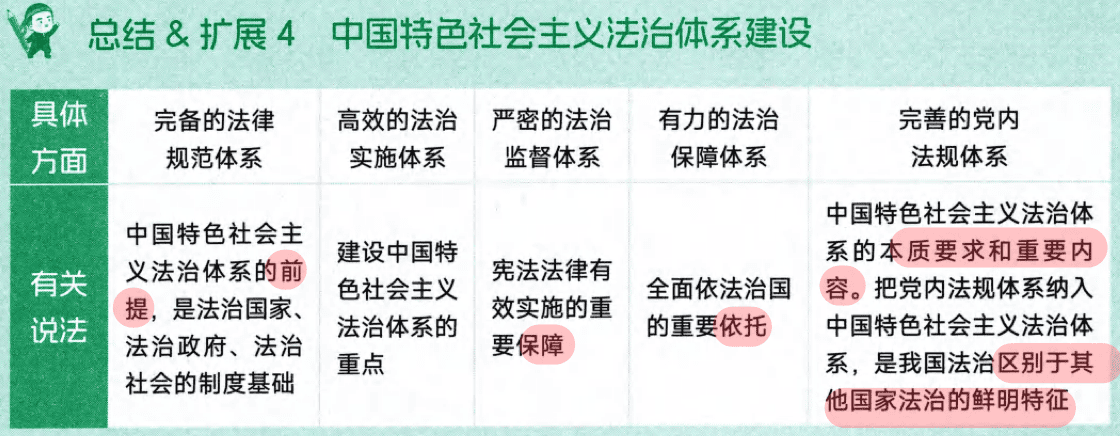 总结 & 扩展 4 中国特色社会主义法治体系建设
具体
方面
完备的法律
规范体系
高效的法治
实施体系
严密的法治
监督体系
有力的法治
保障体系
完善的党内
法规体系
有关
说法
中国特色社会主
义法治体系的前
提，是法治国家、
法治政府、法治
社会的制度基础
建设中国特
色社会主义
法治体系的
重点
宪法法律有
效实施的重
要保障
全面依法治国
的重要依托
中国特色社会主义法治体
系的本质要求和重要内
容。把党内法规体系纳入
中国特色社会主义法治体
系，是我国法治区别于其
他国家法治的鲜明特征